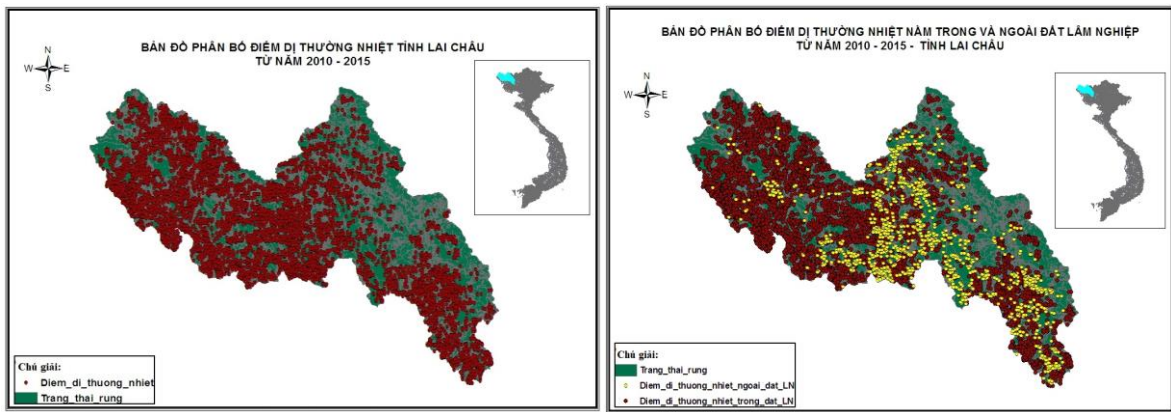 BẢN ĐỒ PHÂN BỐ ĐIỂM DỊ THƯỜNG NHIỆT TỈNH LAI CHÂU
TỪ NĂM 2010 - 2015
N
W E
S
Chú giải:
Diem_di_thuong_nhiet
Trang_thai_rung
BẢN ĐỒ PHÂN BỐ ĐIỂM DỊ THƯỜNG NHIỆT NẰM TRONG VÀ NGOÀI ĐẤT LÂM NGHIỆP
TỪ NĂM 2010 - 2015 - TỈNH LAI CHÂU
N
W E
S
Chú giải:
Trang_thai_rung
Diem_di_thuong_nhiet_ngoai_dat_LN
Diem_di_thuong_nhiet_trong_dat_LN